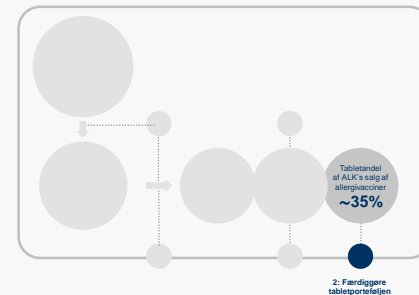 Tabletandel
af ALK's salg af
allergivacciner
~35%
2: Færdiggøre
tabletporteføljen